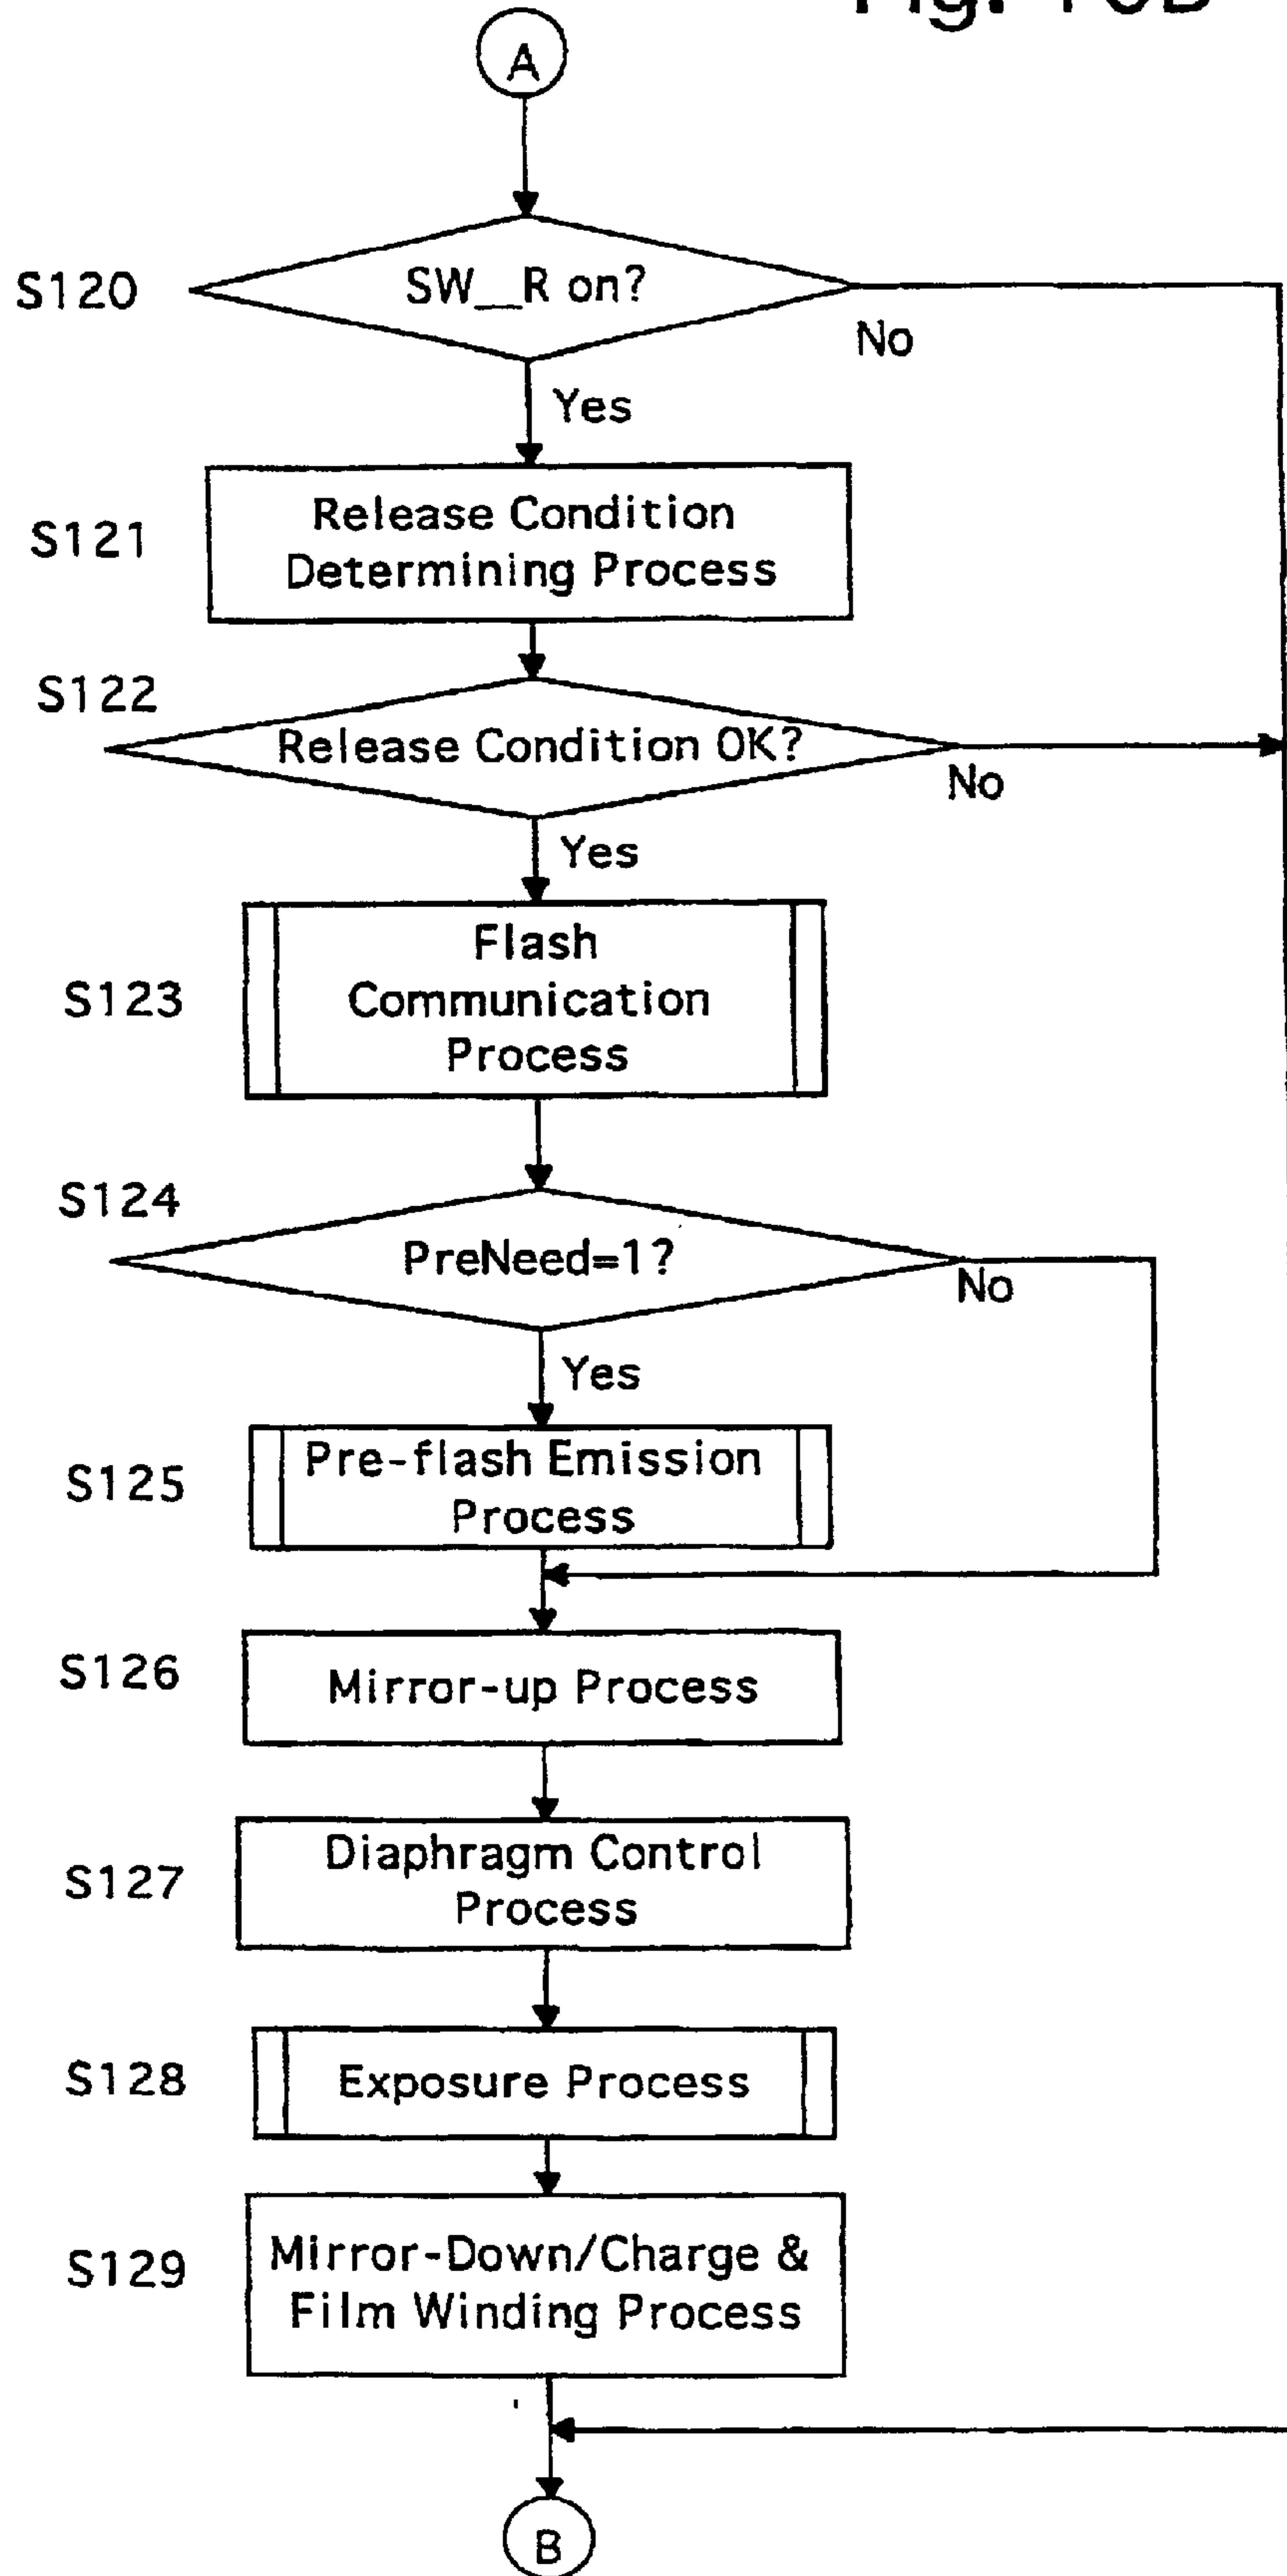 A
S120
SW__R on?
No
Yes
S121
Release Condition
Determining Process
S122
Release Condition OK?
No
Yes
S123
Flash
Communication
Process
S124
PreNeed=1?
No
Yes
S125
Pre-flash Emission
Process
S126
Mirror-up Process
S127
Diaphragm Control
Process
S128
Exposure Process
S129
Mirror-Down/Charge &
Film Winding Process
B